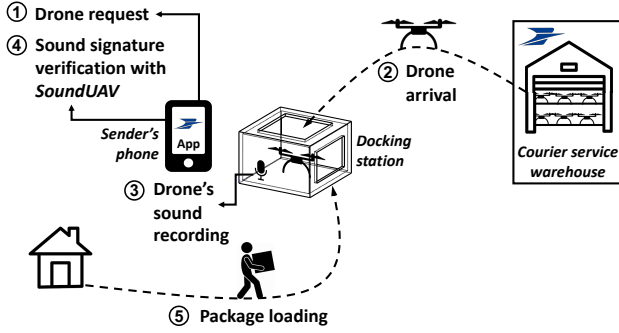 ① Drone request
④ Sound signature
verification with
SoundUAV
② Drone
arrival
Sender's
phone
App
Docking
station
Courier service
warehouse
③ Drone's
sound
recording
⑤ Package loading